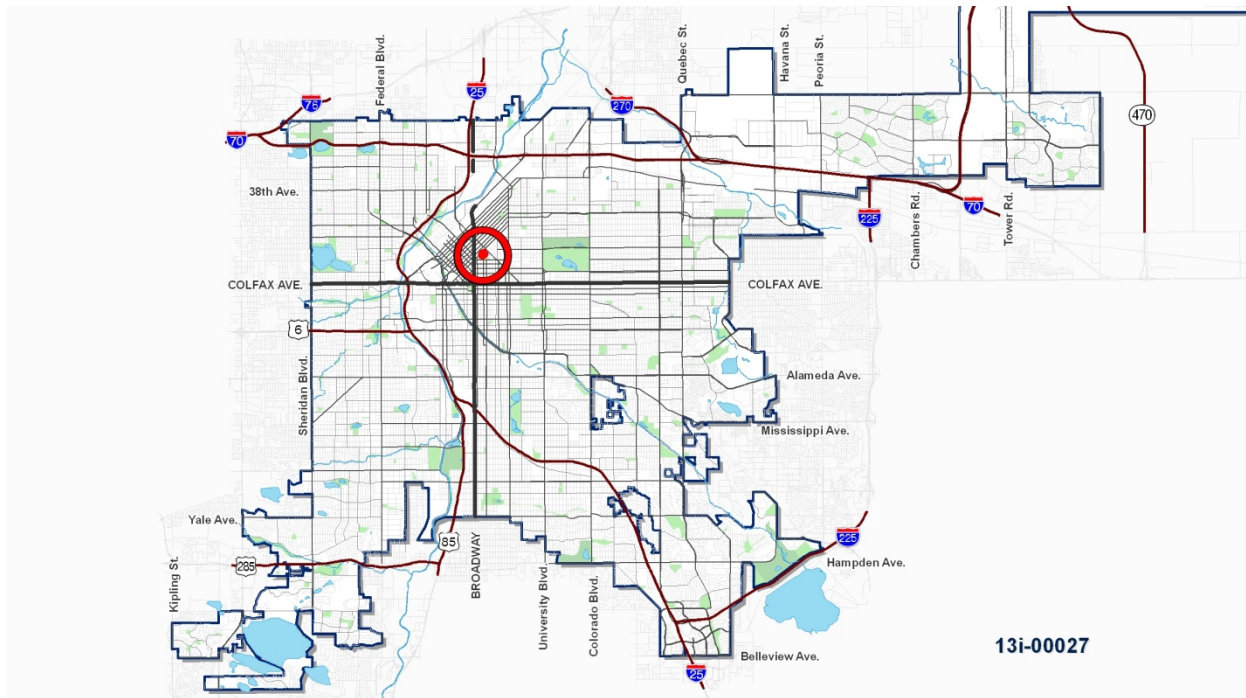 Federal Blvd.
Quebec St.
Havana St.
Peoria St.
25
76
270
70
470
38th Ave.
225
Chambers Rd.
70
Tower Rd.
COLFAX AVE.
COLFAX AVE.
6
Sheridan Blvd.
Alameda Ave.
Mississippi Ave.
Yale Ave.
85
225
285
Hampden Ave.
Kipling St.
BROADWAY
University Blvd.
Colorado Blvd.
Belleview Ave.
25
13i-00027